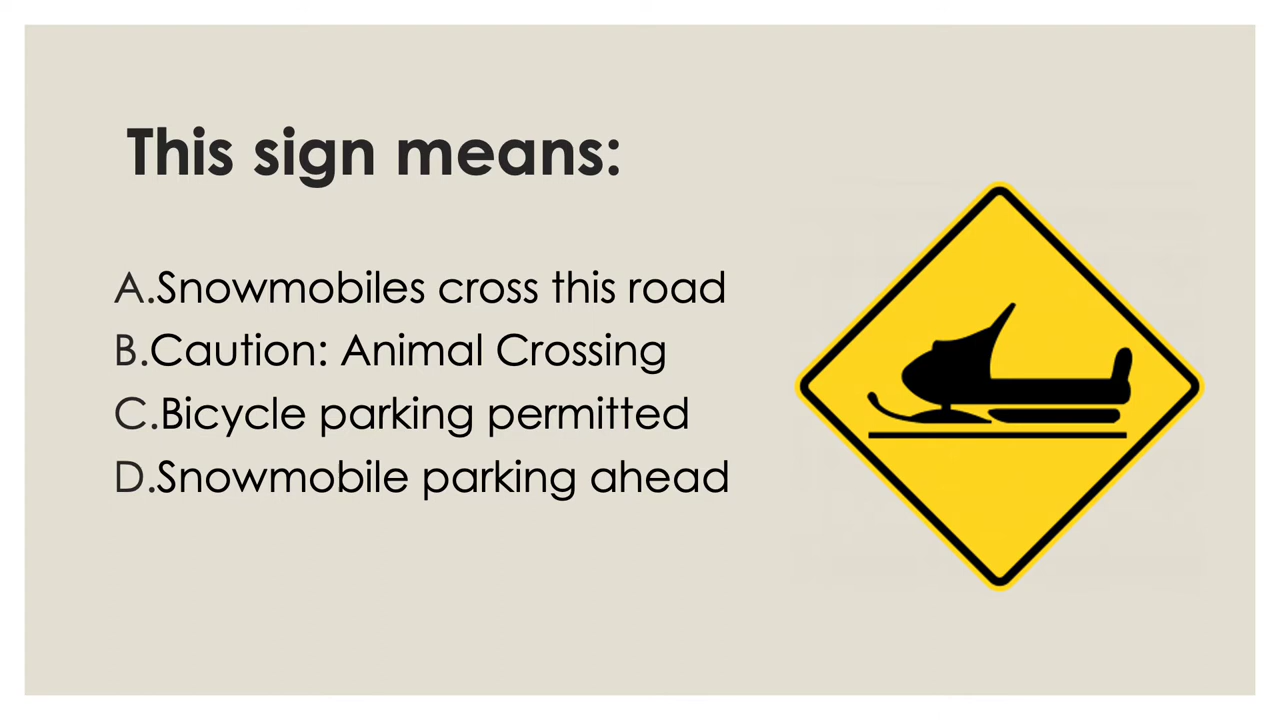 This sign means:
A.Snowmobiles cross this road
B.Caution: Animal Crossing
C.Bicycle parking permitted
D.Snowmobile parking ahead